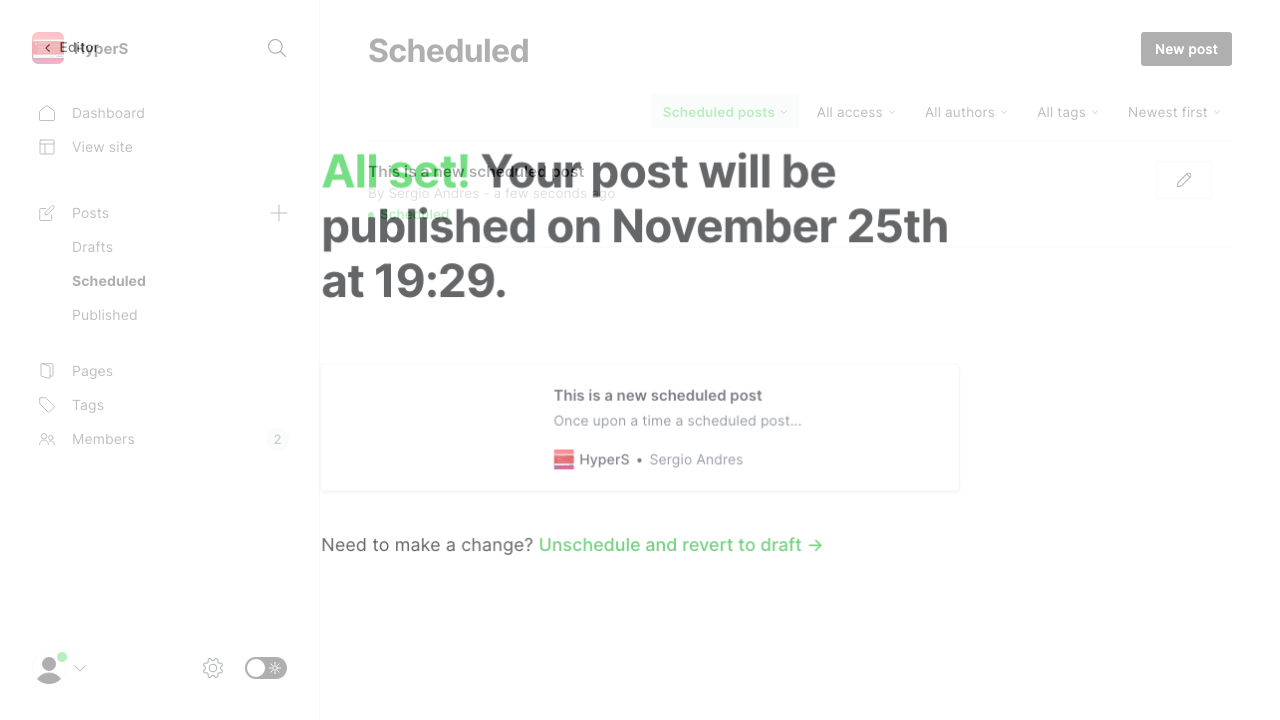 Editor
HyperS
Dashboard
View site
Posts
Drafts
Scheduled
Published
Pages
Tags
Members 2
Scheduled
New post
Scheduled posts All access All authors All tags Newest first
This is a new scheduled post
By Sergio Andres - a few seconds ago
Scheduled
All set! Your post will be
published on November 25th
at 19:29.
This is a new scheduled post
Once upon a time a scheduled post...
HyperS • Sergio Andres
Need to make a change? Unschedule and revert to draft →